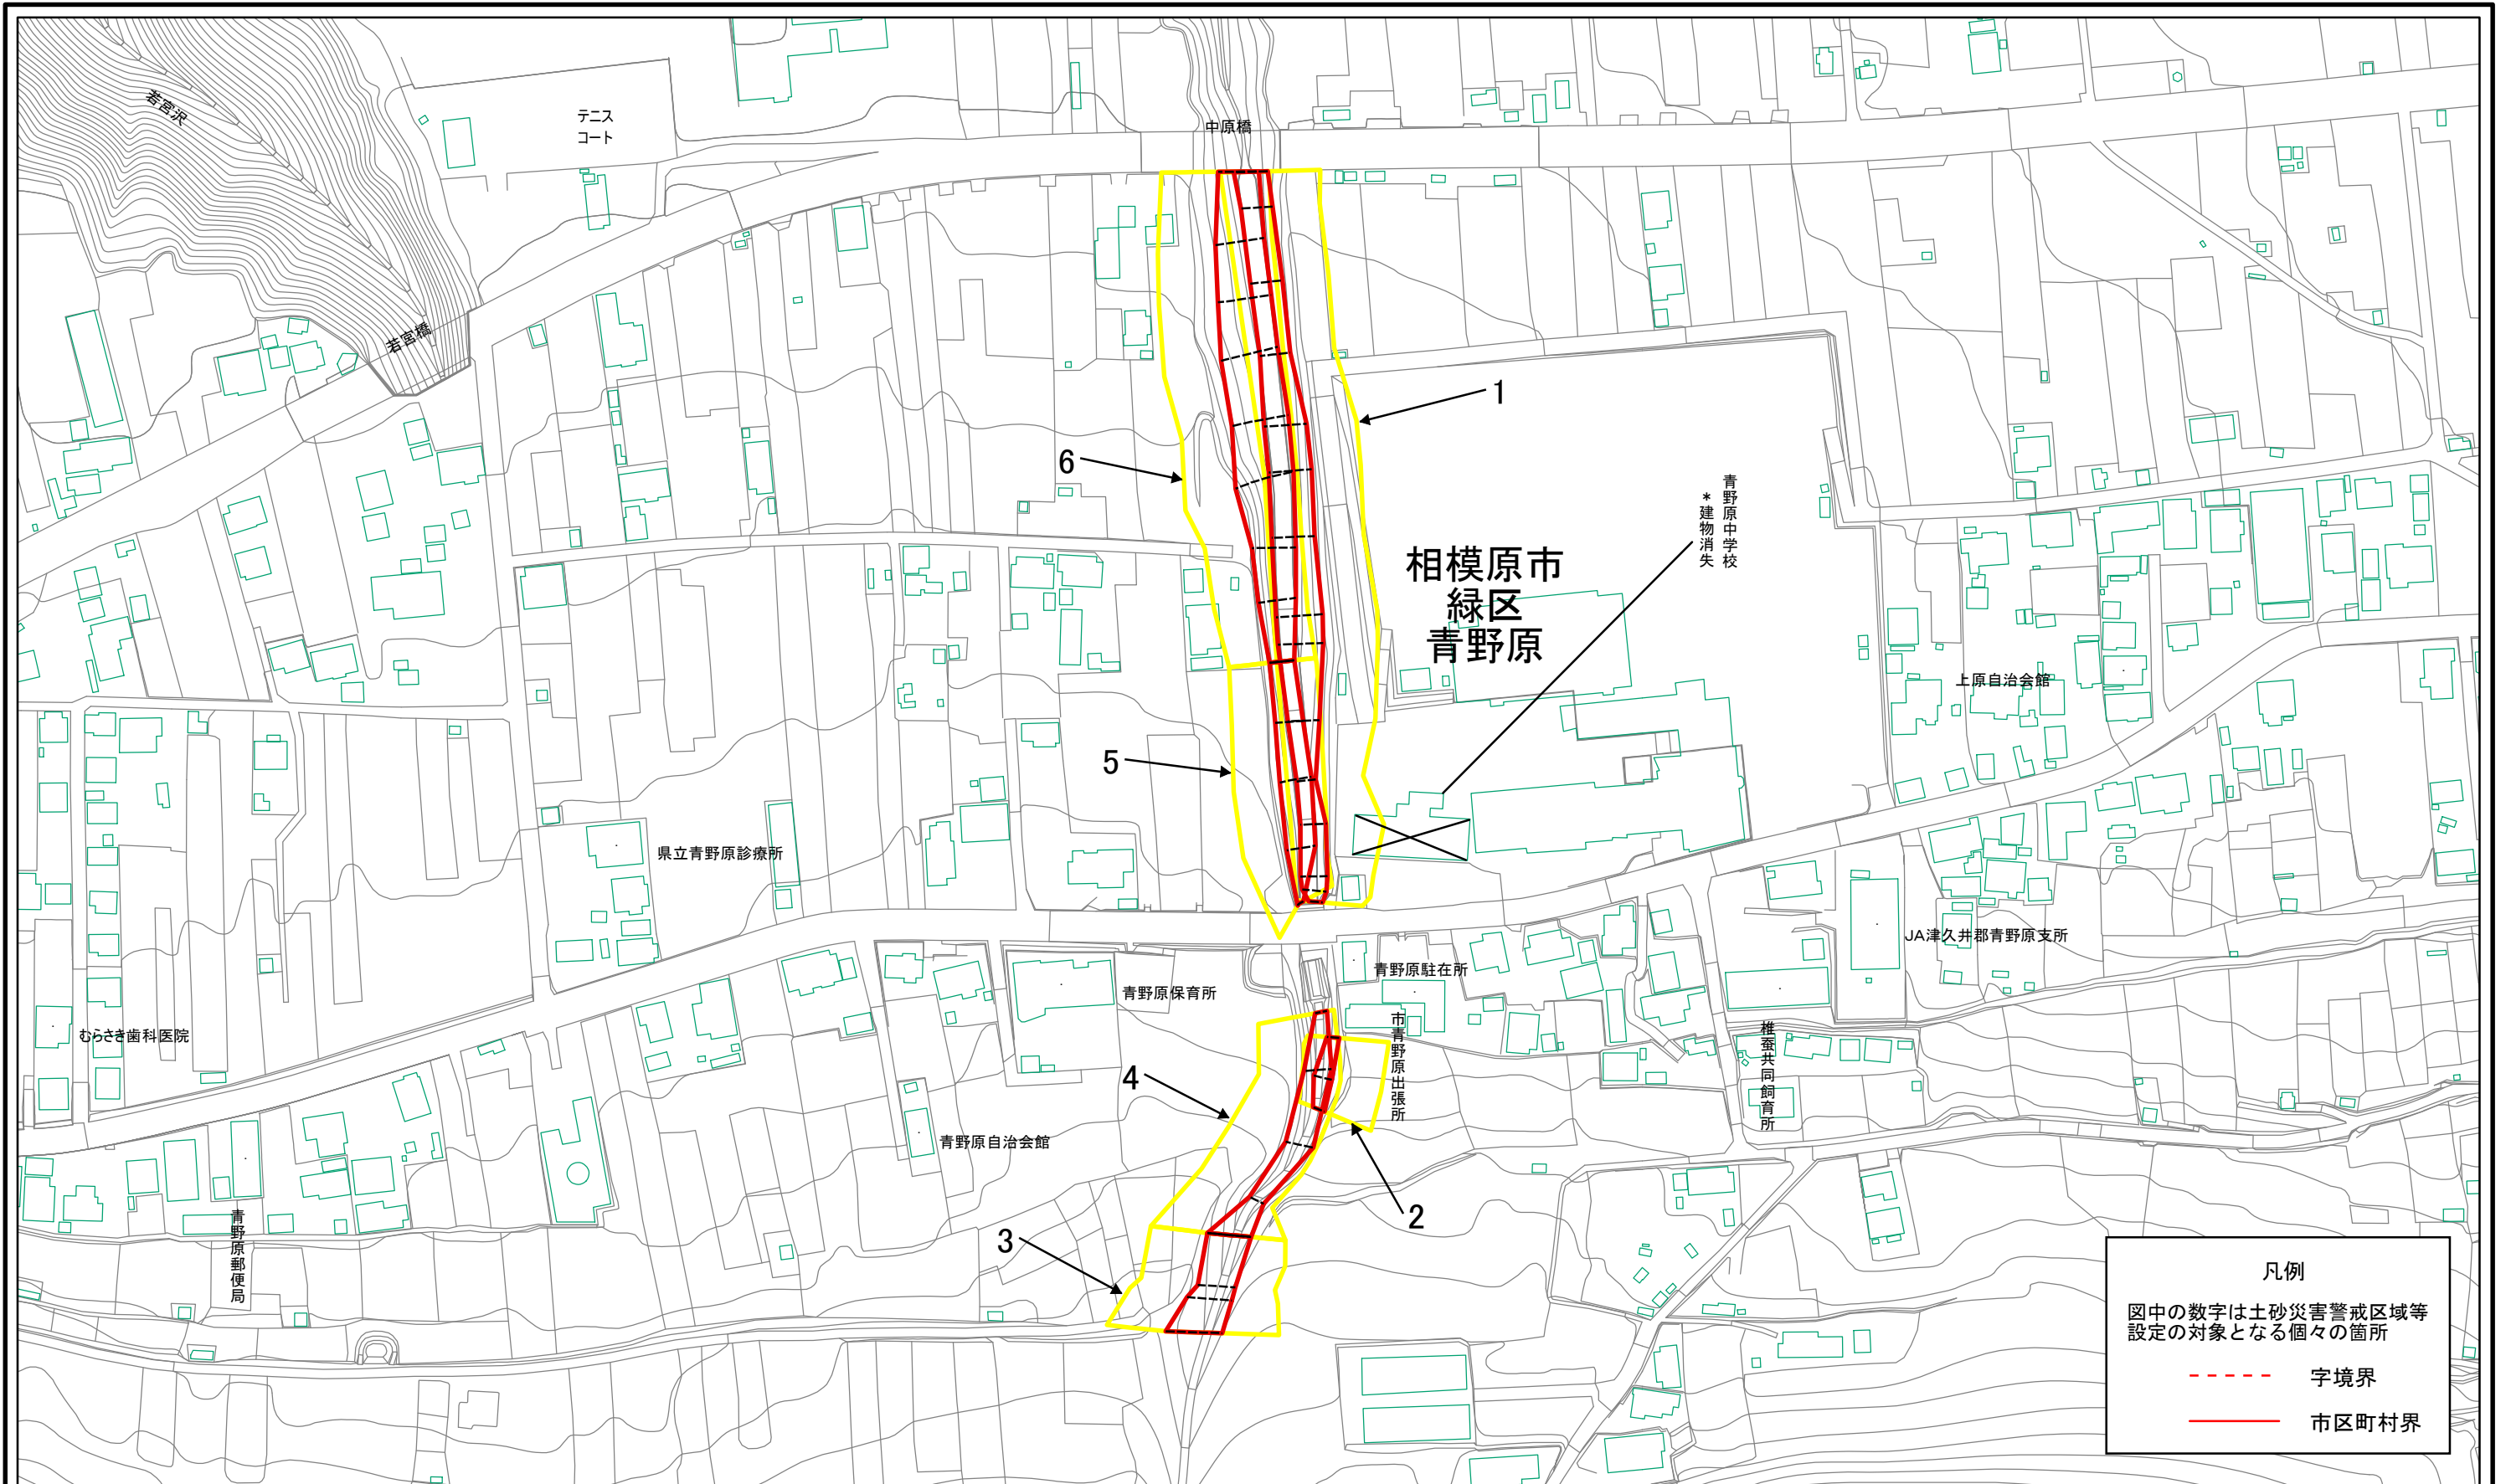 若宮沢
テニス
コート
中原橋
若宮橋
1
6
青野原中学校
*建物消失
相模原市
緑区
青野原
上原自治会館
5
県立青野原診療所
JA津久井郡青野原支所
青野原駐在所
青野原保育所
市青野原出張所
椎蚕共同飼育所
むらさき歯科医院
4
青野原自治会館
2
3
青野原郵便局
凡例
図中の数字は土砂災害警戒区域等
設定の対象となる個々の箇所
字境界
市区町村界